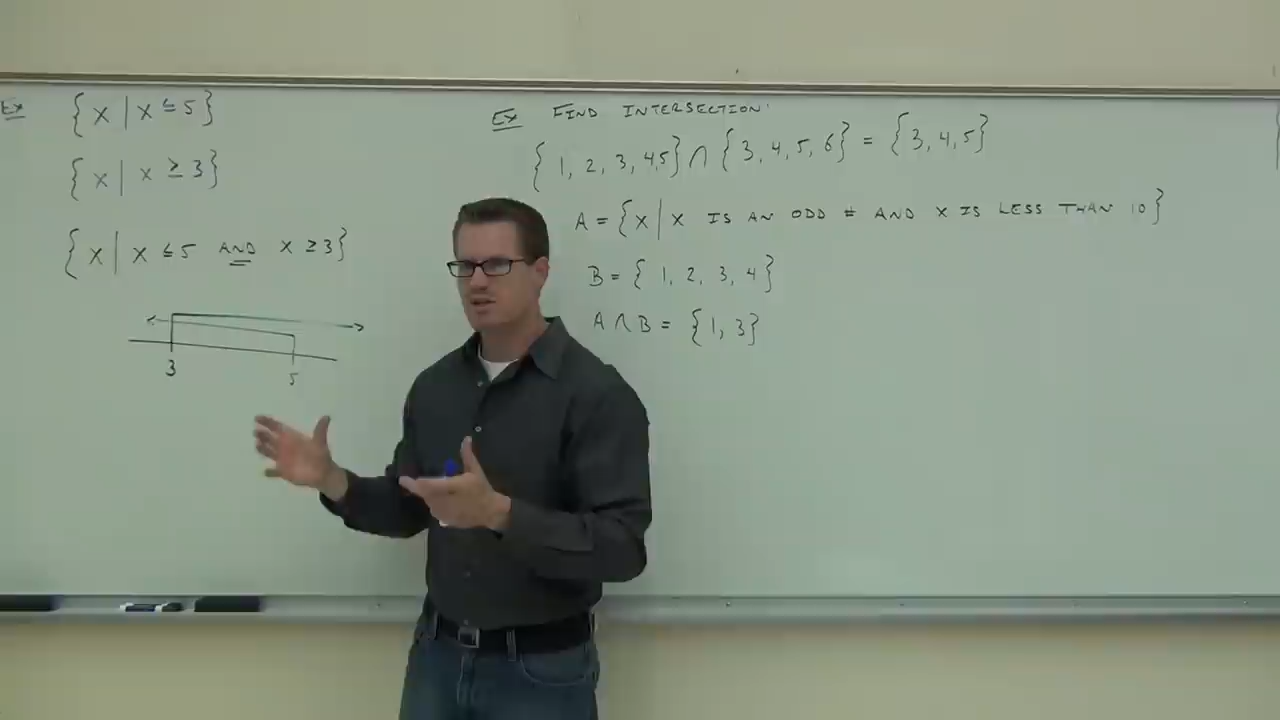 Ex { X | X ≤ 5 }
{ X | X ≥ 3 }
{ X | X ≤ 5 AND X ≥ 3 }
3 5
Ex FIND INTERSECTION:
{ 1, 2, 3, 4, 5 } ∩ { 3, 4, 5, 6 } = { 3, 4, 5 }
A = { X | X IS AN ODD # AND X IS LESS THAN 10 }
B = { 1, 2, 3, 4 }
A ∩ B = { 1, 3 }